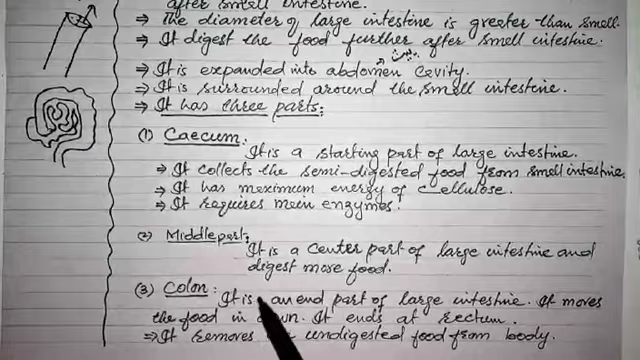 after small intestine.
⇒ The diameter of large intestine is greater than small.
⇒ It digest the food further after small intestine.
⇒ It is expanded into abdomen cavity.
⇒ It is surrounded around the small intestine.
⇒ It has three parts:
(1) Caecum:
It is a starting part of large intestine.
⇒ It collects the semi-digested food from small intestine.
⇒ It has maximum energy of cellulose.
⇒ It requires mein enzymes.
(2) Middle part:
It is a center part of large intestine and
digest more food.
(3) Colon:
It is an end part of large intestine. It moves
the food in down. It ends at rectum.
⇒ It removes undigested food from body.